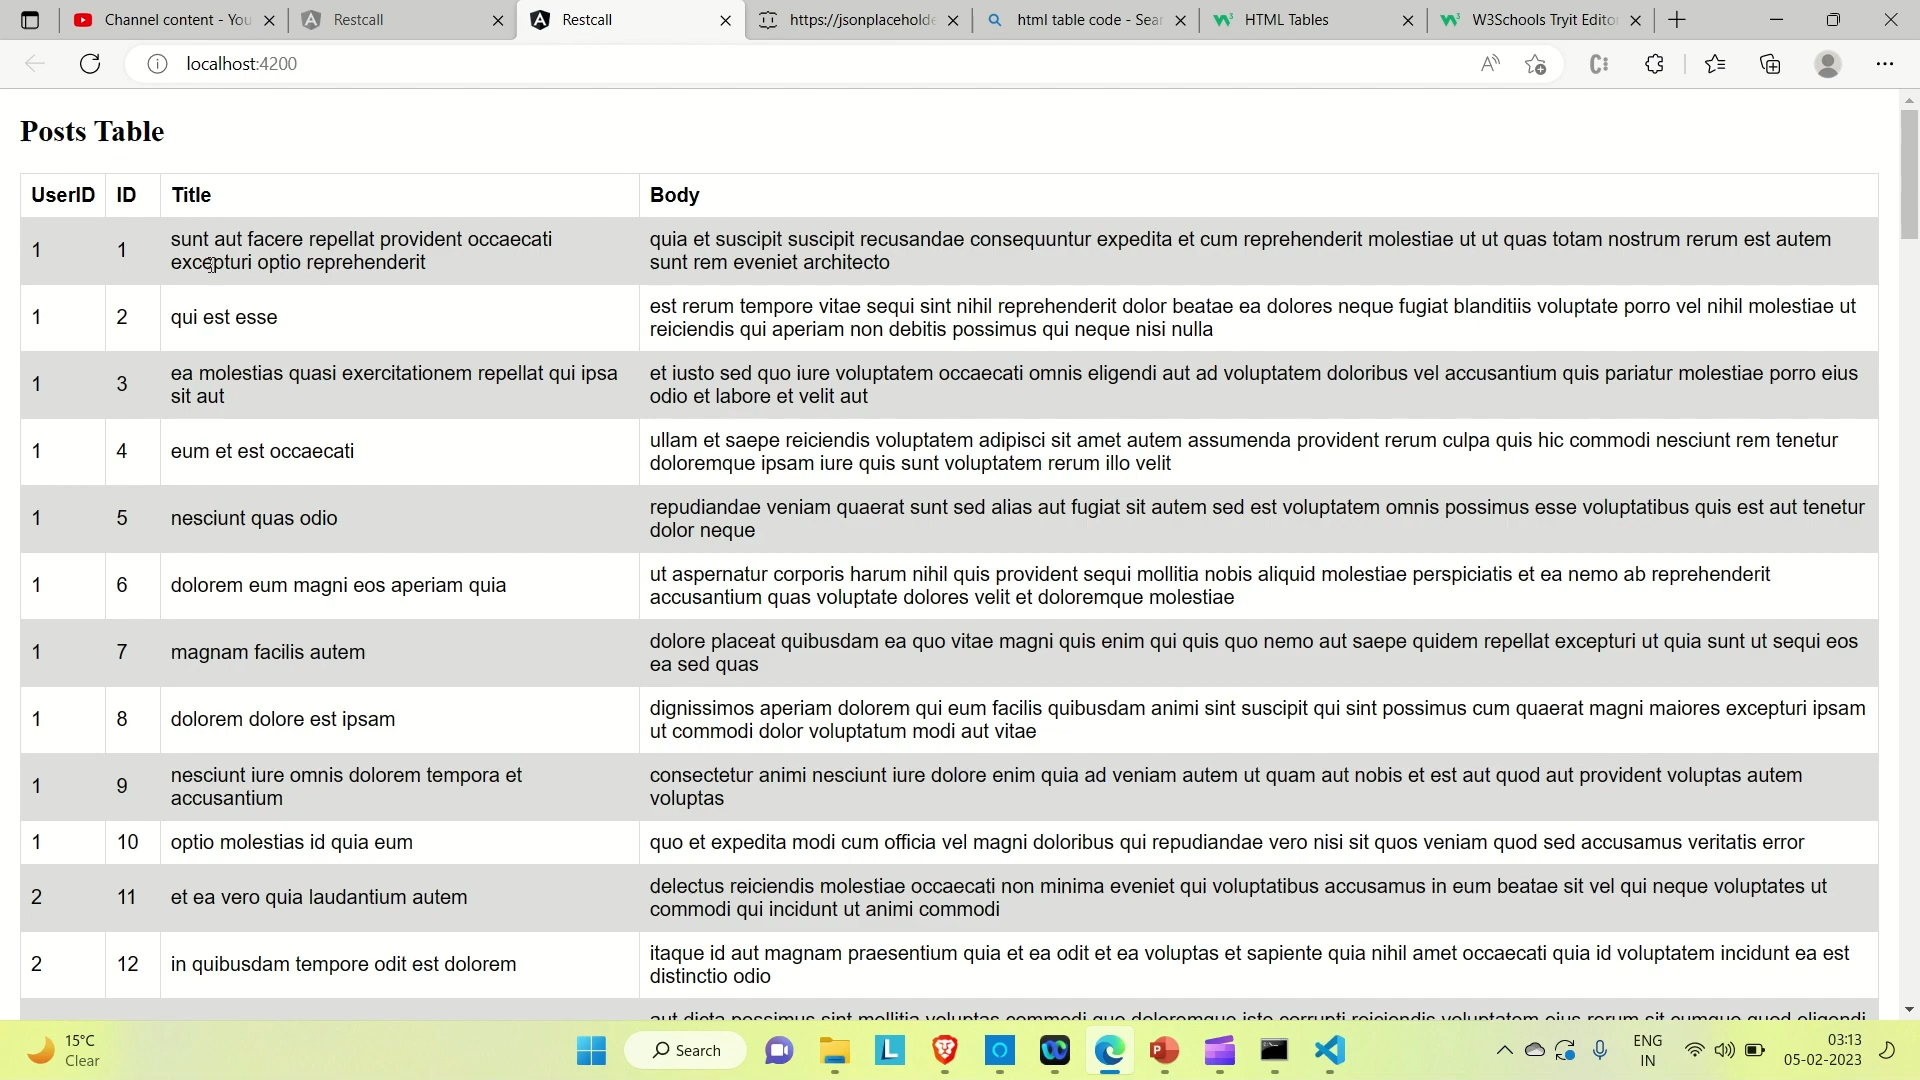 Channel content - You
Restcall
Restcall
https://jsonplaceholde
html table code - Sear
HTML Tables
W3Schools Tryit Editor
localhost:4200
Posts Table
UserID ID Title Body
1 1 sunt aut facere repellat provident occaecati excepturi optio reprehenderit
quia et suscipit suscipit recusandae consequuntur expedita et cum reprehenderit molestiae ut ut quas totam nostrum rerum est autem
sunt rem eveniet architecto
1 2 qui est esse
est rerum tempore vitae sequi sint nihil reprehenderit dolor beatae ea dolores neque fugiat blanditiis voluptate porro vel nihil molestiae ut
reiciendis qui aperiam non debitis possimus qui neque nisi nulla
1 3 ea molestias quasi exercitationem repellat qui ipsa
sit aut
et iusto sed quo iure voluptatem occaecati omnis eligendi aut ad voluptatem doloribus vel accusantium quis pariatur molestiae porro eius
odio et labore et velit aut
1 4 eum et est occaecati
ullam et saepe reiciendis voluptatem adipisci sit amet autem assumenda provident rerum culpa quis hic commodi nesciunt rem tenetur
doloremque ipsam iure quis sunt voluptatem rerum illo velit
1 5 nesciunt quas odio
repudiandae veniam quaerat sunt sed alias aut fugiat sit autem sed est voluptatem omnis possimus esse voluptatibus quis est aut tenetur
dolor neque
1 6 dolorem eum magni eos aperiam quia
ut aspernatur corporis harum nihil quis provident sequi mollitia nobis aliquid molestiae perspiciatis et ea nemo ab reprehenderit
accusantium quas voluptate dolores velit et doloremque molestiae
1 7 magnam facilis autem
dolore placeat quibusdam ea quo vitae magni quis enim qui quis quo nemo aut saepe quidem repellat excepturi ut quia sunt ut sequi eos
ea sed quas
1 8 dolorem dolore est ipsam
dignissimos aperiam dolorem qui eum facilis quibusdam animi sint suscipit qui sint possimus cum quaerat magni maiores excepturi ipsam
ut commodi dolor voluptatum modi aut vitae
1 9 nesciunt iure omnis dolorem tempora et
accusantium
consectetur animi nesciunt iure dolore enim quia ad veniam autem ut quam aut nobis et est aut quod aut provident voluptas autem
voluptas
1 10 optio molestias id quia eum
quo et expedita modi cum officia vel magni doloribus qui repudiandae vero nisi sit quos veniam quod sed accusamus veritatis error
2 11 et ea vero quia laudantium autem
delectus reiciendis molestiae occaecati non minima eveniet qui voluptatibus accusamus in eum beatae sit vel qui neque voluptates ut
commodi qui incidunt ut animi commodi
2 12 in quibusdam tempore odit est dolorem
itaque id aut magnam praesentium quia et ea odit et ea voluptas et sapiente quia nihil amet occaecati quia id voluptatem incidunt ea est
distinctio odio
aut dicta possimus sint mollitia voluptas commodi quo doloremque iste corrupti reiciendis voluptatem eius rerum sit cumque quod eligendi
15°C
Clear
Search
ENG
IN
03:13
05-02-2023